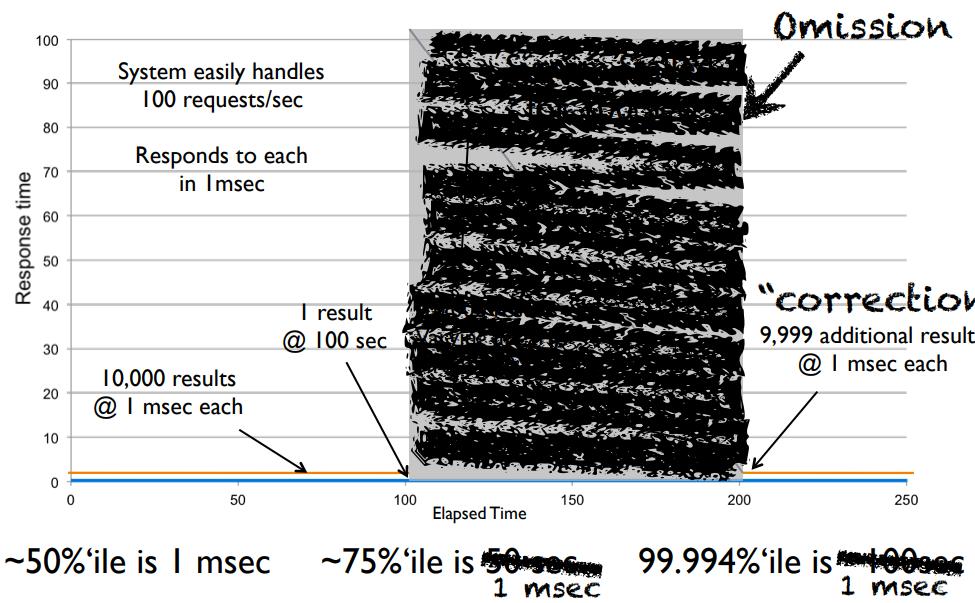 Omission
System easily handles
100 requests/sec
Responds to each
in 1msec
Response time
100
90
80
70
60
50
40
30
20
10
0
1 result
@ 100 sec
10,000 results
@ 1 msec each
"correction
9,999 additional result
@ 1 msec each
0
50
100
150
200
250
Elapsed Time
~50%‘ile is 1 msec
~75%‘ile is 50 sec
1 msec
99.994%‘ile is 100sec
1 msec